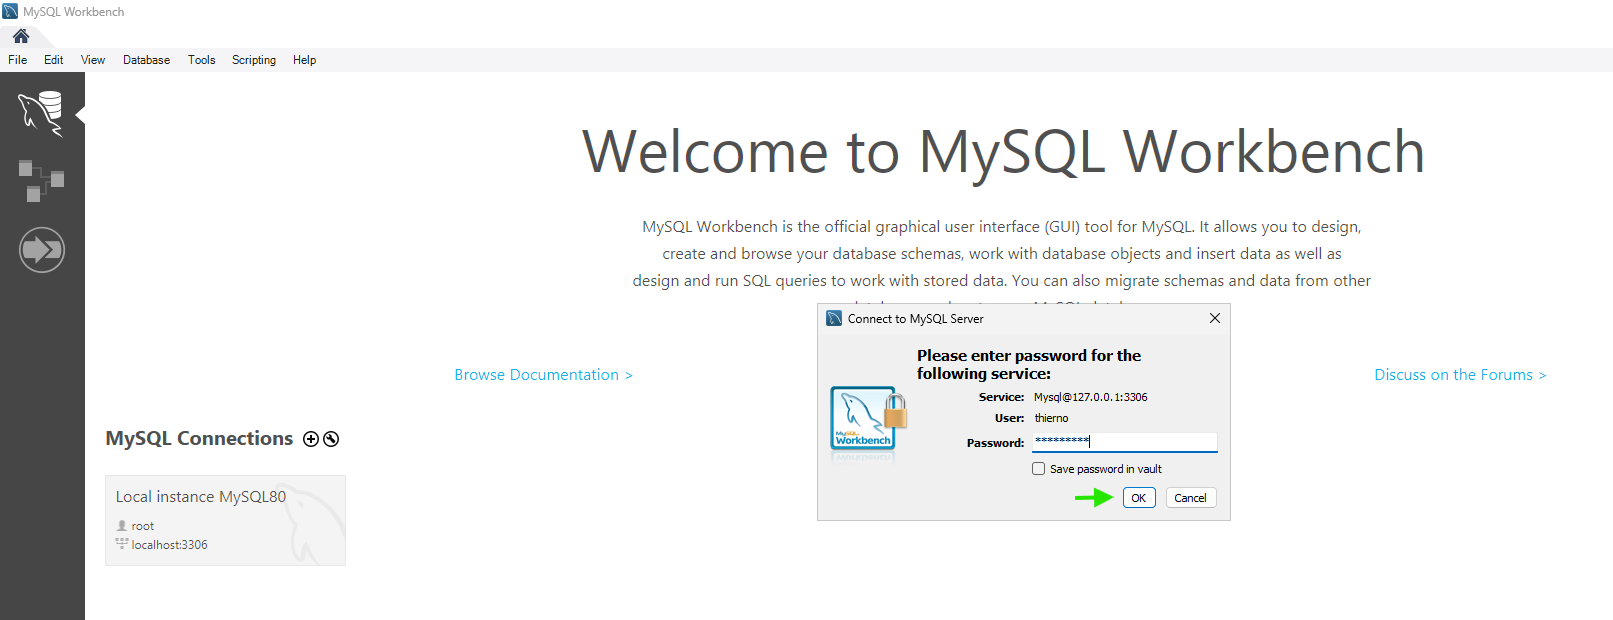 MySQL Workbench
File Edit View Database Tools Scripting Help
Welcome to MySQL Workbench
MySQL Workbench is the official graphical user interface (GUI) tool for MySQL. It allows you to design,
create and browse your database schemas, work with database objects and insert data as well as
design and run SQL queries to work with stored data. You can also migrate schemas and data from other
Browse Documentation >
Discuss on the Forums >
MySQL Connections
Local instance MySQL80
root
localhost:3306
Connect to MySQL Server
Please enter password for the
following service:
Service: Mysql@127.0.0.1:3306
User: thierno
Password: *********
MySQL
Workbench
Save password in vault
OK Cancel